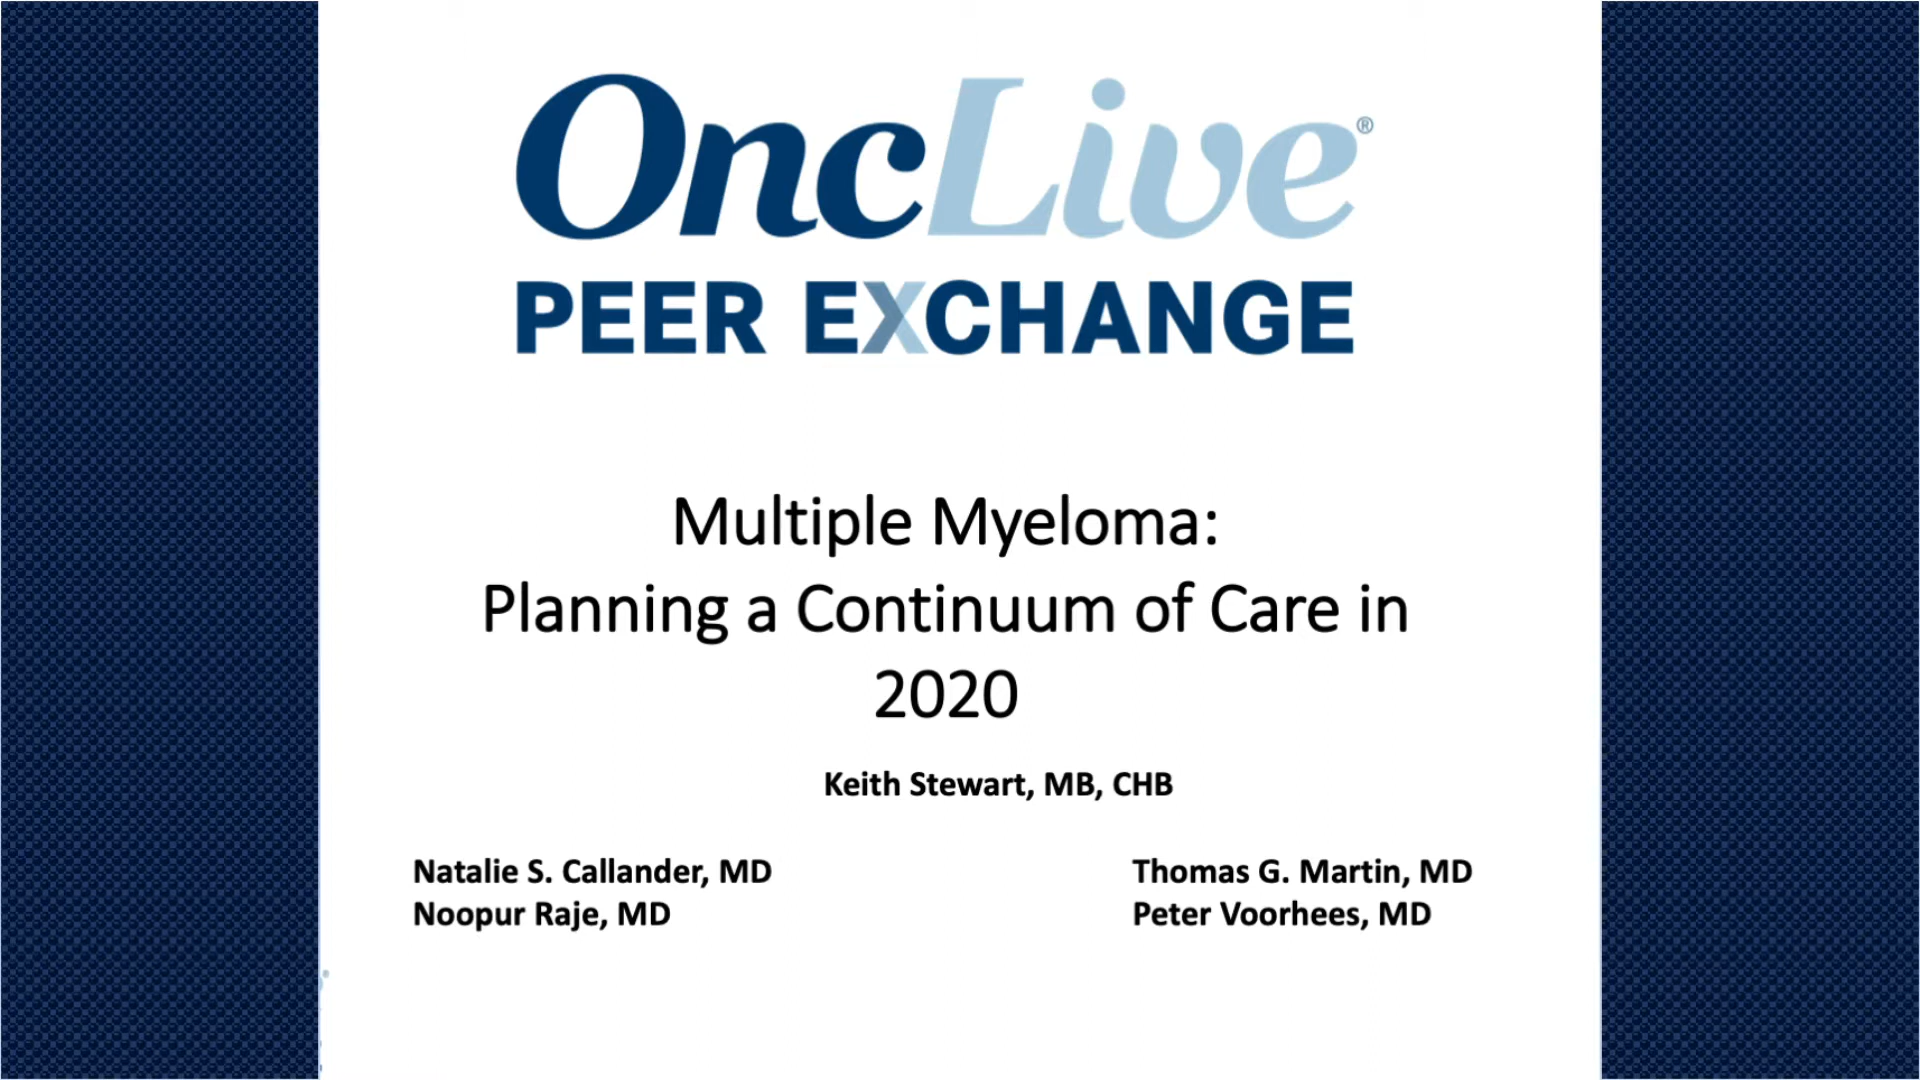 OncLive®
PEER EXCHANGE
Multiple Myeloma:
Planning a Continuum of Care in
2020
Keith Stewart, MB, CHB
Natalie S. Callander, MD
Noopur Raje, MD
Thomas G. Martin, MD
Peter Voorhees, MD